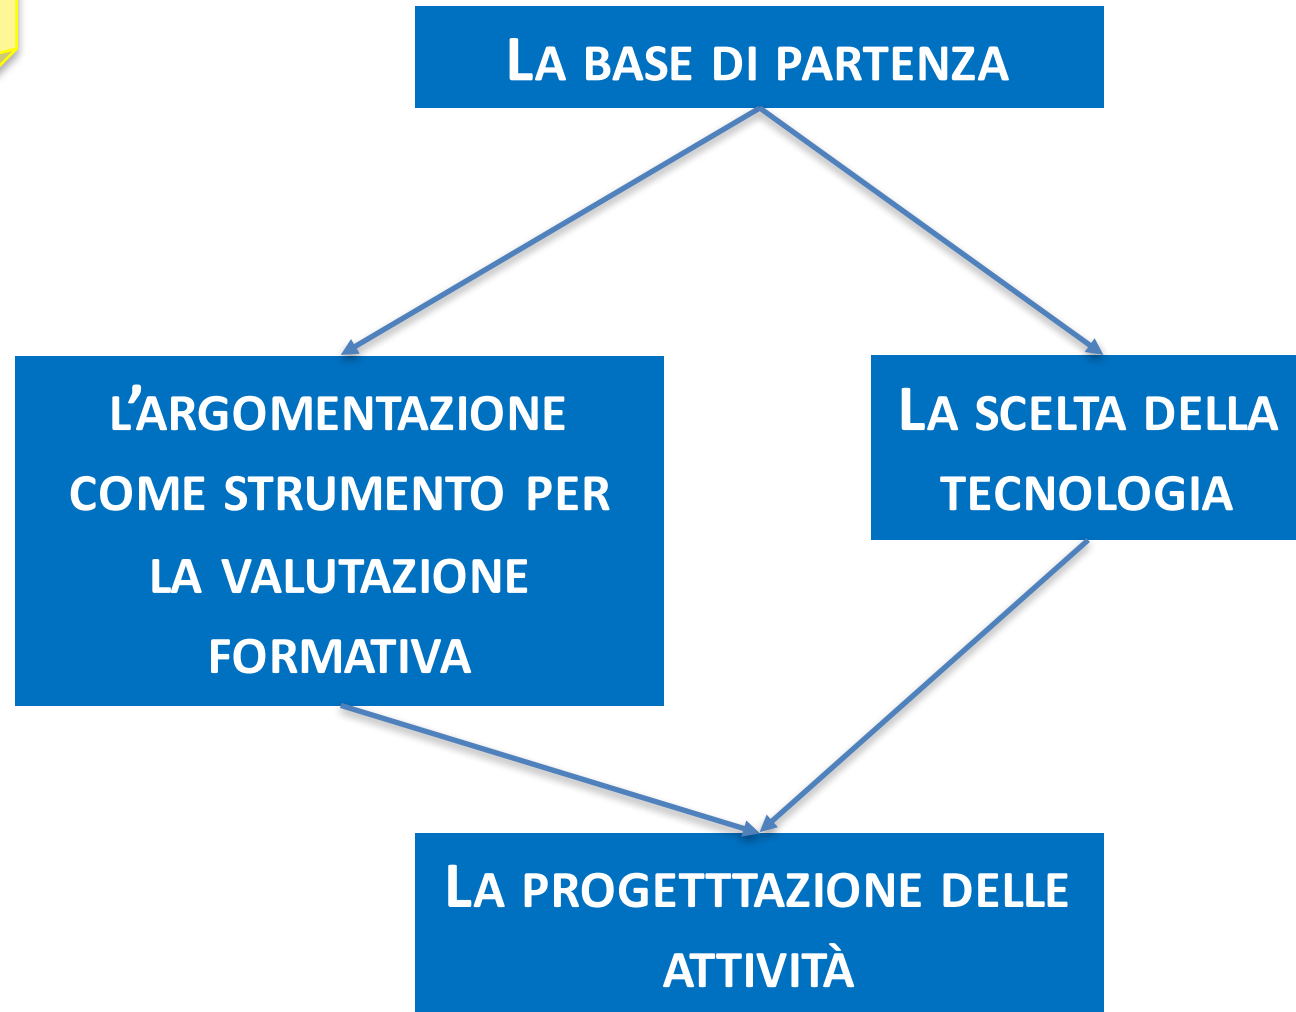 LA BASE DI PARTENZA
L'ARGOMENTAZIONE
COME STRUMENTO PER
LA VALUTAZIONE
FORMATIVA
LA SCELTA DELLA
TECNOLOGIA
LA PROGETTTAZIONE DELLE
ATTIVITÀ